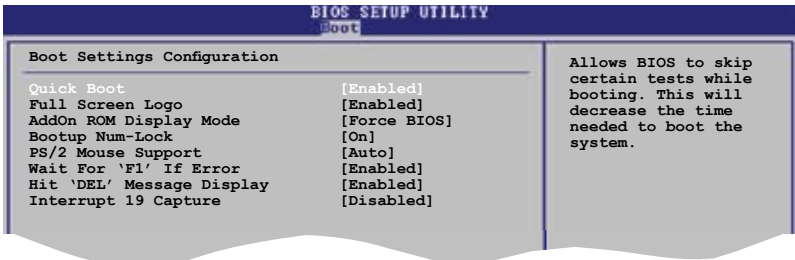 BIOS SETUP UTILITY
Boot
Boot Settings Configuration
Quick Boot [Enabled]
Full Screen Logo [Enabled]
AddOn ROM Display Mode [Force BIOS]
Bootup Num-Lock [On]
PS/2 Mouse Support [Auto]
Wait For ‘F1’ If Error [Enabled]
Hit ‘DEL’ Message Display [Enabled]
Interrupt 19 Capture [Disabled]
Allows BIOS to skip
certain tests while
booting. This will
decrease the time
needed to boot the
system.